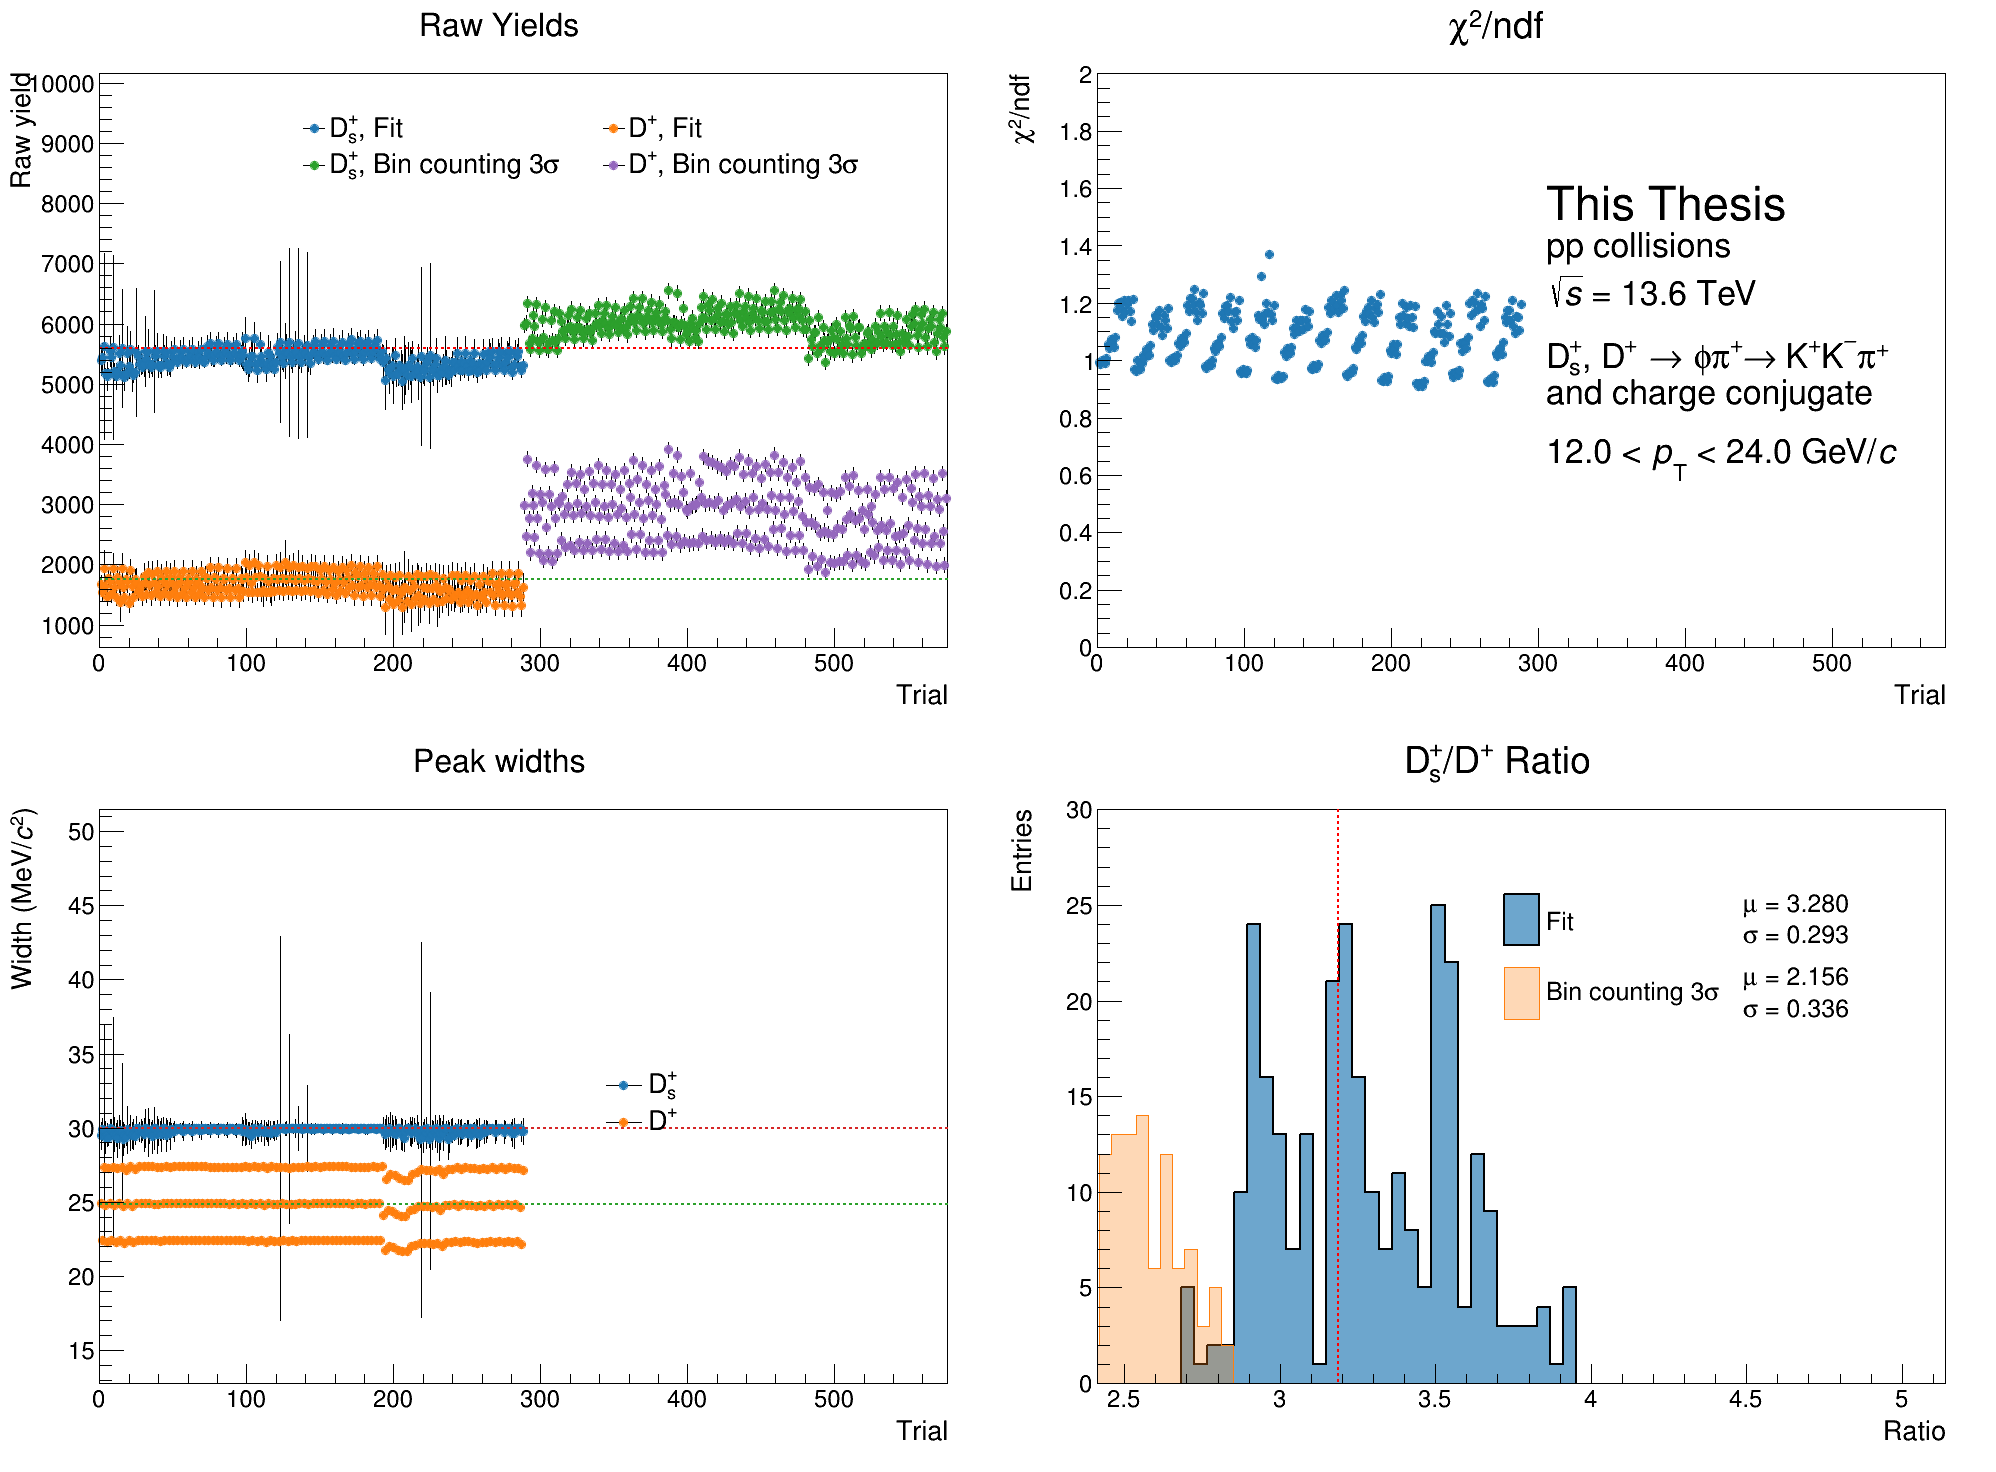 Raw Yields
Raw yield
10000
9000
8000
7000
6000
5000
4000
3000
2000
1000
D_s^+, Fit
D^+, Fit
D_s^+, Bin counting 3σ
D^+, Bin counting 3σ
0 100 200 300 400 500
Trial
χ²/ndf
χ²/ndf
2
1.8
1.6
1.4
1.2
1
0.8
0.6
0.4
0.2
0
This Thesis
pp collisions
√s = 13.6 TeV
D_s^+, D^+ → φπ^+ → K^+K^-π^+
and charge conjugate
12.0 < p_T < 24.0 GeV/c
0 100 200 300 400 500
Trial
Peak widths
Width (MeV/c²)
50
45
40
35
30
25
20
15
D_s^+
D^+
0 100 200 300 400 500
Trial
D_s^+/D^+ Ratio
Entries
30
25
20
15
10
5
0
Fit
μ = 3.280
σ = 0.293
Bin counting 3σ
μ = 2.156
σ = 0.336
2.5 3 3.5 4 4.5 5
Ratio